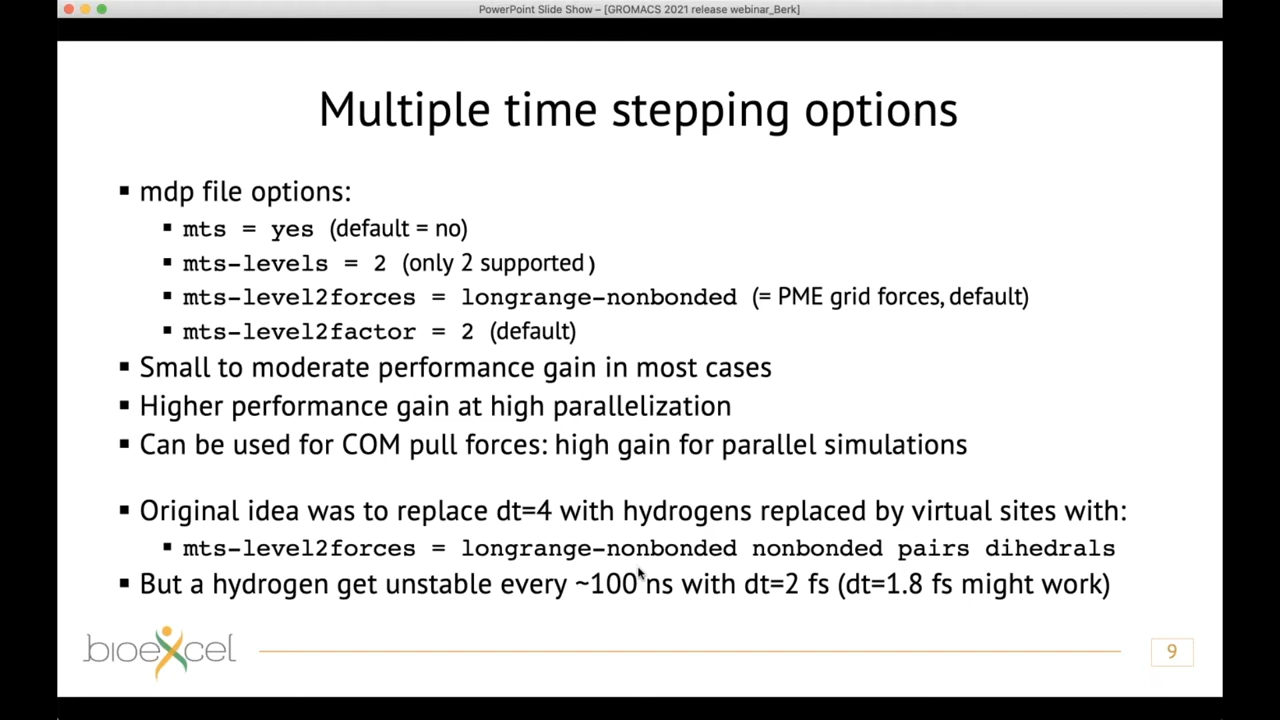 PowerPoint Slide Show – [GROMACS 2021 release webinar_Berk]
Multiple time stepping options
▪ mdp file options:
▪ mts = yes (default = no)
▪ mts-levels = 2 (only 2 supported)
▪ mts-level2forces = longrange-nonbonded (= PME grid forces, default)
▪ mts-level2factor = 2 (default)
▪ Small to moderate performance gain in most cases
▪ Higher performance gain at high parallelization
▪ Can be used for COM pull forces: high gain for parallel simulations
▪ Original idea was to replace dt=4 with hydrogens replaced by virtual sites with:
▪ mts-level2forces = longrange-nonbonded nonbonded pairs dihedrals
▪ But a hydrogen get unstable every ~100 ns with dt=2 fs (dt=1.8 fs might work)
bioexcel
9